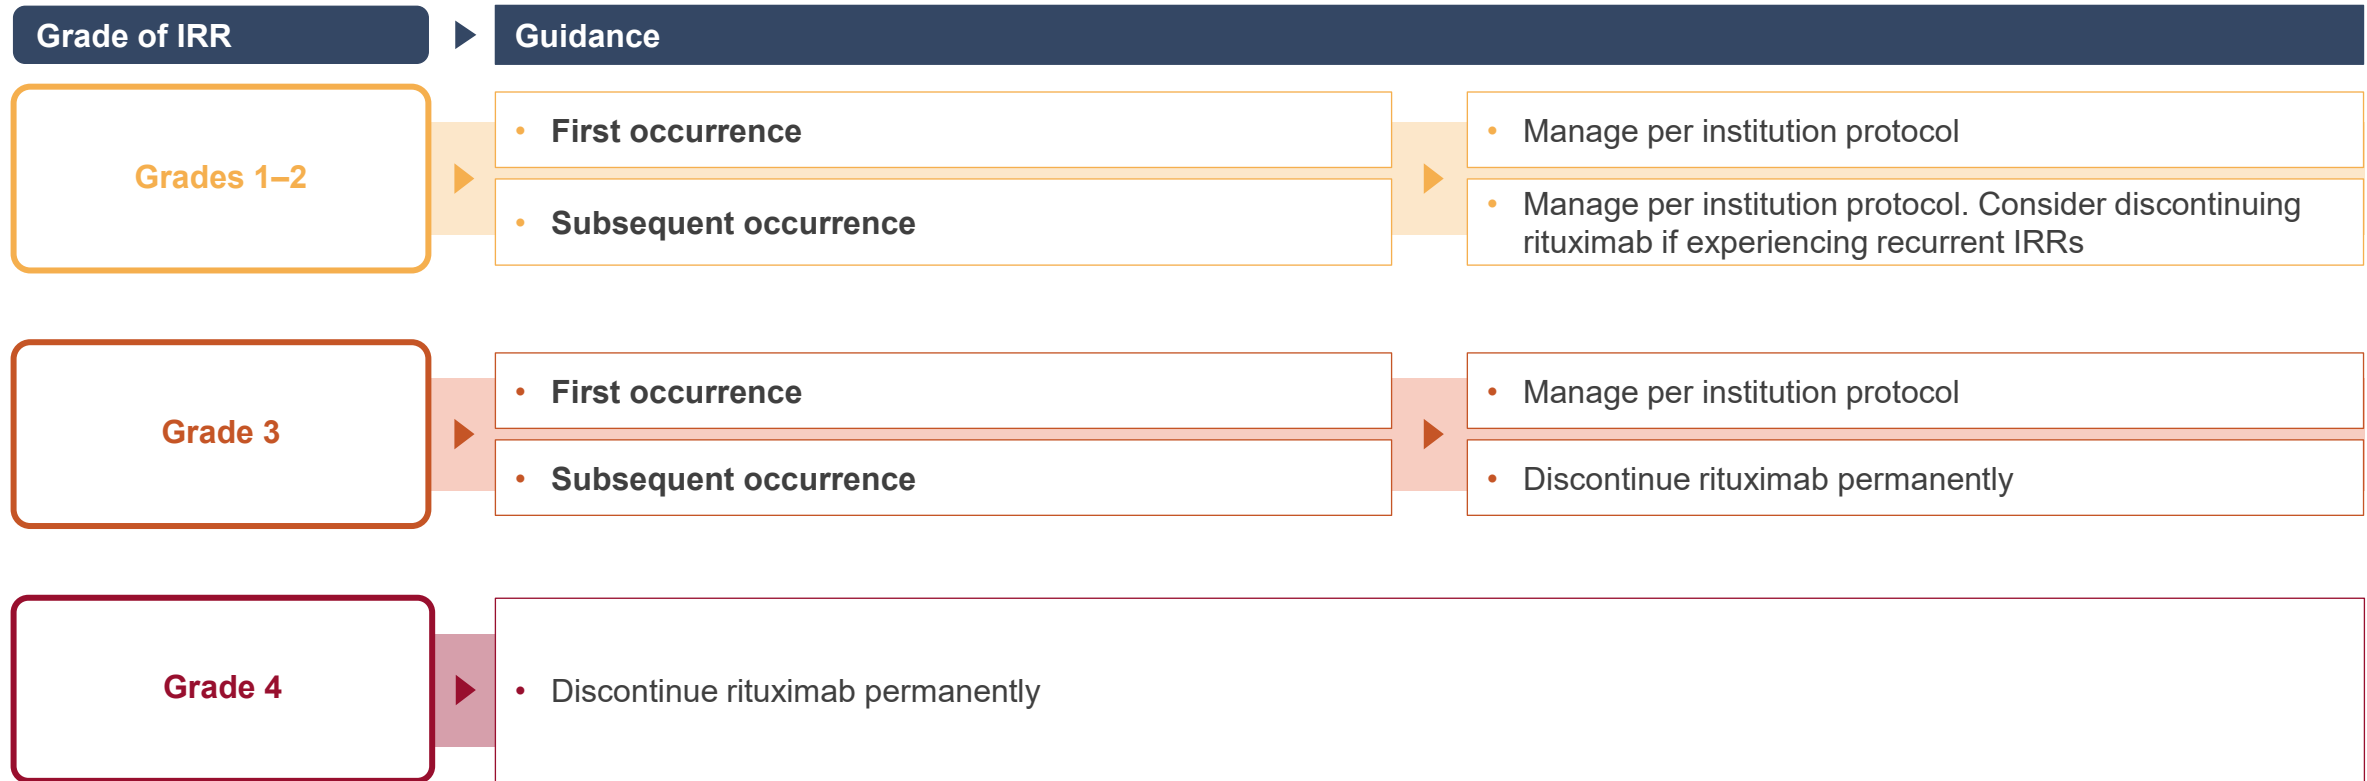 Grade of IRR
Guidance
Grades 1–2
• First occurrence
• Manage per institution protocol
• Subsequent occurrence
• Manage per institution protocol. Consider discontinuing
rituximab if experiencing recurrent IRRs
Grade 3
• First occurrence
• Manage per institution protocol
• Subsequent occurrence
• Discontinue rituximab permanently
Grade 4
• Discontinue rituximab permanently